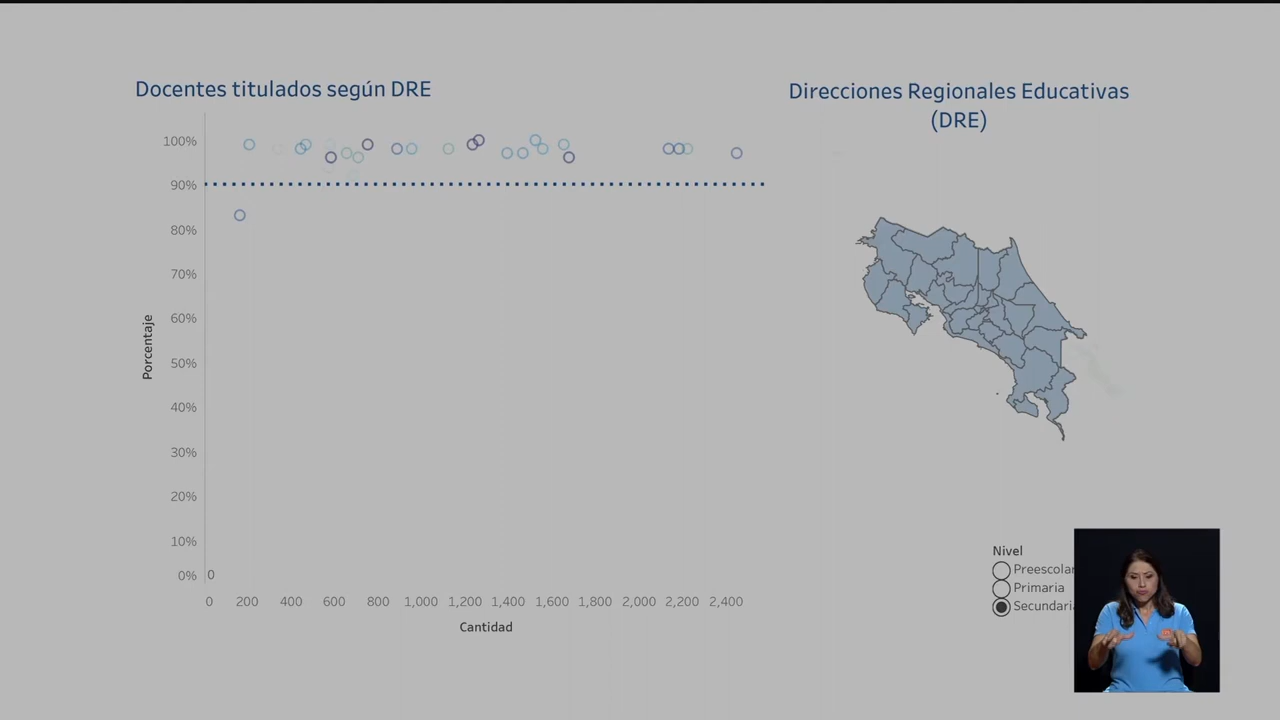 Docentes titulados según DRE
Direcciones Regionales Educativas
(DRE)
100%
90%
80%
70%
60%
50%
40%
30%
20%
10%
0%
0
Porcentaje
0 200 400 600 800 1,000 1,200 1,400 1,600 1,800 2,000 2,200 2,400
Cantidad
Nivel
Preescolar
Primaria
Secundari